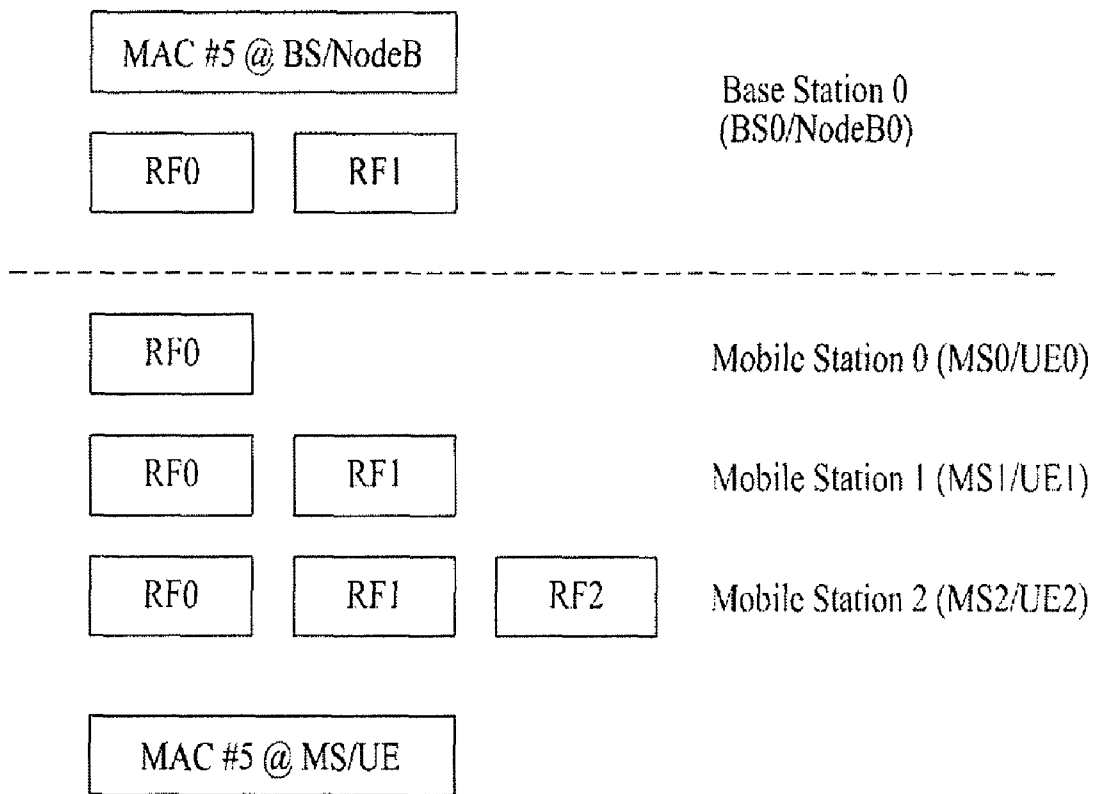 MAC #5 @ BS/NodeB
Base Station 0
(BS0/NodeB0)
RF0 RF1
RF0 Mobile Station 0 (MS0/UE0)
RF0 RF1 Mobile Station 1 (MS1/UE1)
RF0 RF1 RF2 Mobile Station 2 (MS2/UE2)
MAC #5 @ MS/UE